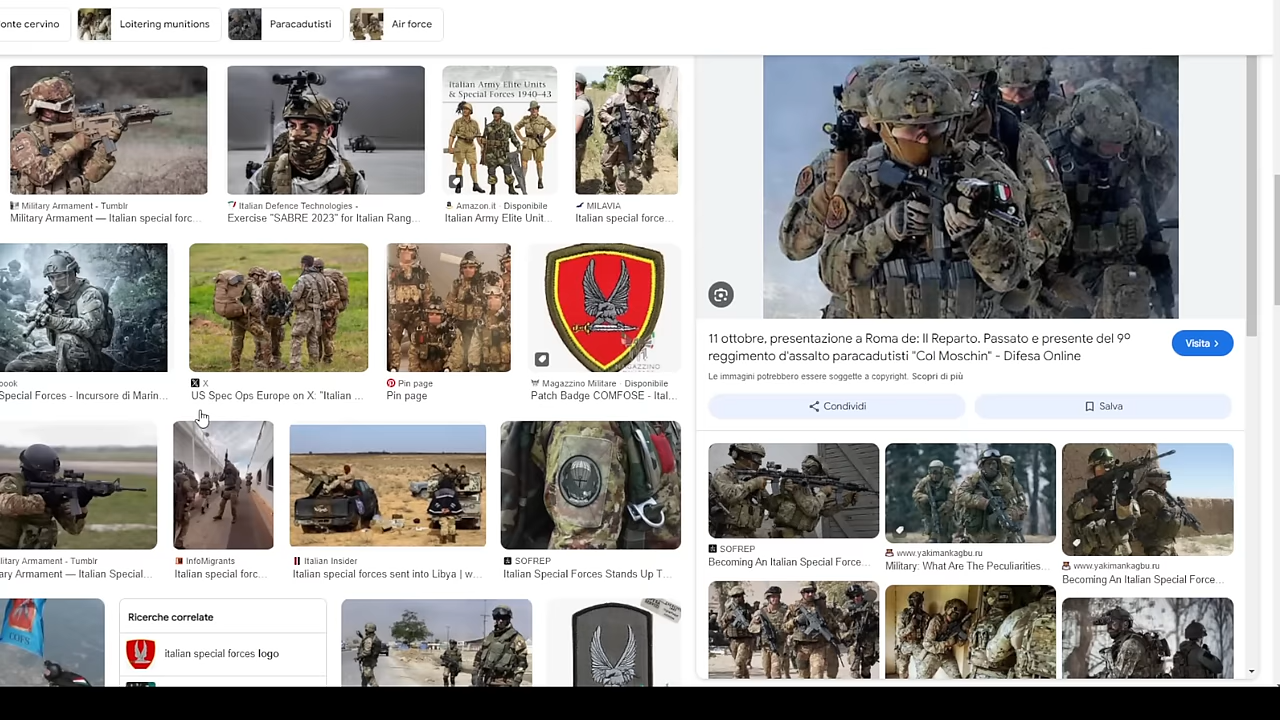 onte cervino
Loitering munitions
Paracadutisti
Air force
Italian Army Elite Units
& Special Forces 1940-43
Military Armament - Tumblr
Military Armament — Italian special forc...
Italian Defence Technologies -
Exercise "SABRE 2023" for Italian Rang...
Amazon.it · Disponibile
Italian Army Elite Unit...
MILAVIA
Italian special force...
MAGAZZINO
MILITARE
book
Special Forces - Incursore di Marin...
X
US Spec Ops Europe on X: "Italian ...
Pin page
Pin page
Magazzino Militare · Disponibile
Patch Badge COMFOSE - Ital...
litary Armament - Tumblr
ary Armament — Italian Special...
InfoMigrants
Italian special forc...
Italian Insider
Italian special forces sent into Libya | w...
SOFREP
Italian Special Forces Stands Up T...
COFS
Ricerche correlate
italian special forces logo
11 ottobre, presentazione a Roma de: Il Reparto. Passato e presente del 9º
reggimento d'assalto paracadutisti "Col Moschin" - Difesa Online
Visita
Le immagini potrebbero essere soggette a copyright. Scopri di più
Condividi
Salva
SOFREP
Becoming An Italian Special Force...
www.yakimankagbu.ru
Military: What Are The Peculiarities...
www.yakimankagbu.ru
Becoming An Italian Special Force...